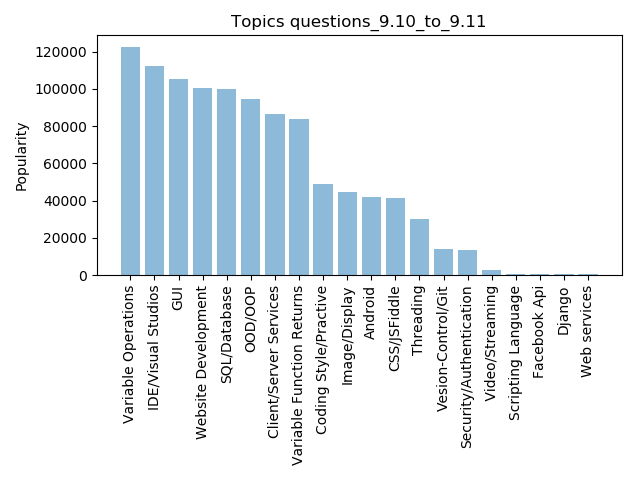 Topics questions_9.10_to_9.11
Popularity
120000
100000
80000
60000
40000
20000
0
Variable Operations
IDE/Visual Studios
GUI
Website Development
SQL/Database
OOD/OOP
Client/Server Services
Variable Function Returns
Coding Style/Practive
Image/Display
Android
CSS/JSFiddle
Threading
Vesion-Control/Git
Security/Authentication
Video/Streaming
Scripting Language
Facebook Api
Django
Web services